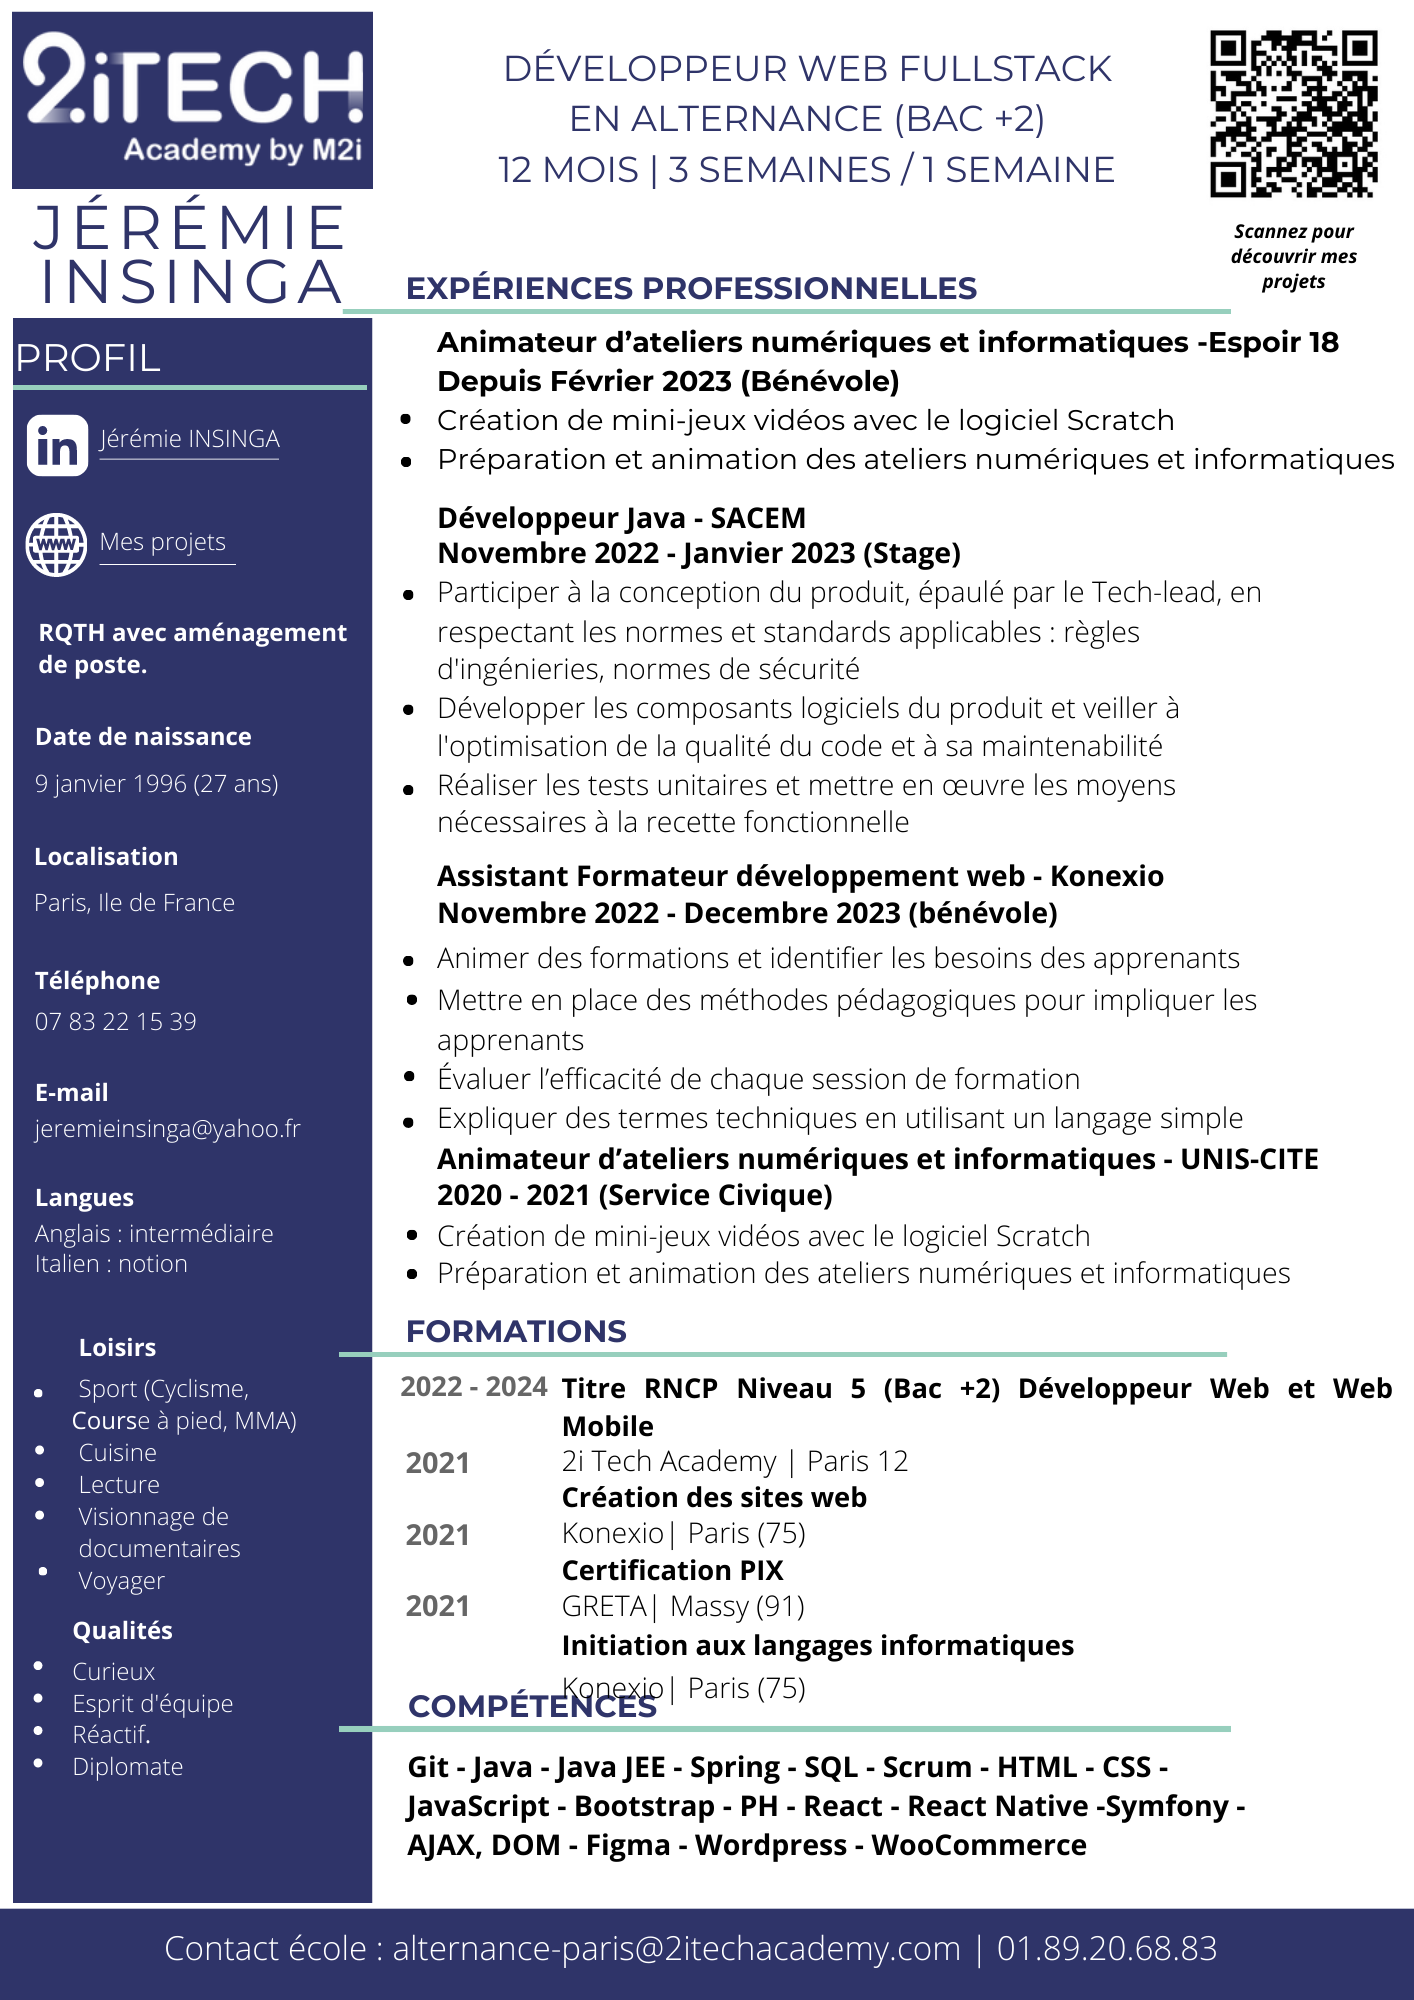 2iTECH
Academy by M2i
JÉRÉMIE
INSINGA
DÉVELOPPEUR WEB FULLSTACK
EN ALTERNANCE (BAC +2)
12 MOIS | 3 SEMAINES / 1 SEMAINE
Scannez pour
découvrir mes
projets
PROFIL
in Jérémie INSINGA
www Mes projets
RQTH avec aménagement
de poste.
Date de naissance
9 janvier 1996 (27 ans)
Localisation
Paris, Ile de France
Téléphone
07 83 22 15 39
E-mail
jeremieinsinga@yahoo.fr
Langues
Anglais : intermédiaire
Italien : notion
Loisirs
• Sport (Cyclisme,
Course à pied, MMA)
• Cuisine
• Lecture
• Visionnage de
documentaires
• Voyager
Qualités
• Curieux
• Esprit d'équipe
• Réactif.
• Diplomate
EXPÉRIENCES PROFESSIONNELLES
Animateur d’ateliers numériques et informatiques -Espoir 18
Depuis Février 2023 (Bénévole)
• Création de mini-jeux vidéos avec le logiciel Scratch
• Préparation et animation des ateliers numériques et informatiques
Développeur Java - SACEM
Novembre 2022 - Janvier 2023 (Stage)
• Participer à la conception du produit, épaulé par le Tech-lead, en
respectant les normes et standards applicables : règles
d'ingénieries, normes de sécurité
• Développer les composants logiciels du produit et veiller à
l'optimisation de la qualité du code et à sa maintenabilité
• Réaliser les tests unitaires et mettre en œuvre les moyens
nécessaires à la recette fonctionnelle
Assistant Formateur développement web - Konexio
Novembre 2022 - Decembre 2023 (bénévole)
• Animer des formations et identifier les besoins des apprenants
• Mettre en place des méthodes pédagogiques pour impliquer les
apprenants
• Évaluer l’efficacité de chaque session de formation
• Expliquer des termes techniques en utilisant un langage simple
Animateur d’ateliers numériques et informatiques - UNIS-CITE
2020 - 2021 (Service Civique)
• Création de mini-jeux vidéos avec le logiciel Scratch
• Préparation et animation des ateliers numériques et informatiques
FORMATIONS
2022 - 2024 Titre RNCP Niveau 5 (Bac +2) Développeur Web et Web
Mobile
2021 2i Tech Academy | Paris 12
Création des sites web
2021 Konexio| Paris (75)
Certification PIX
2021 GRETA| Massy (91)
Initiation aux langages informatiques
Konexio| Paris (75)
COMPÉTENCES
Git - Java - Java JEE - Spring - SQL - Scrum - HTML - CSS -
JavaScript - Bootstrap - PH - React - React Native -Symfony -
AJAX, DOM - Figma - Wordpress - WooCommerce
Contact école : alternance-paris@2itechacademy.com | 01.89.20.68.83